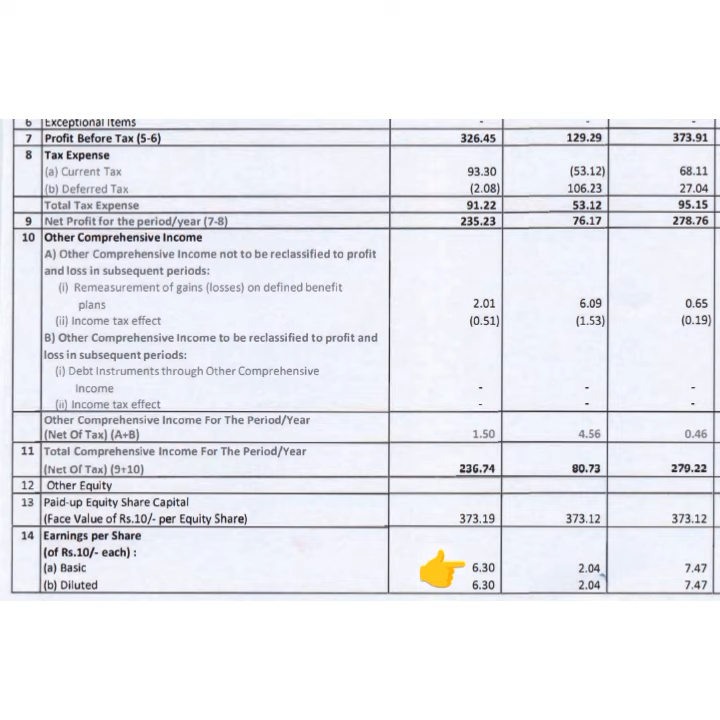 6 Exceptional Items - - -
7 Profit Before Tax (5-6) 326.45 129.29 373.91
8 Tax Expense
(a) Current Tax 93.30 (53.12) 68.11
(b) Deferred Tax (2.08) 106.23 27.04
Total Tax Expense 91.22 53.12 95.15
9 Net Profit for the period/year (7-8) 235.23 76.17 278.76
10 Other Comprehensive Income
A) Other Comprehensive Income not to be reclassified to profit
and loss in subsequent periods:
(i) Remeasurement of gains (losses) on defined benefit
plans 2.01 6.09 0.65
(ii) Income tax effect (0.51) (1.53) (0.19)
B) Other Comprehensive Income to be reclassified to profit and
loss in subsequent periods:
(i) Debt Instruments through Other Comprehensive
Income - - -
(ii) Income tax effect - - -
Other Comprehensive Income For The Period/Year
(Net Of Tax) (A+B) 1.50 4.56 0.46
11 Total Comprehensive Income For The Period/Year
(Net Of Tax) (9+10) 236.74 80.73 279.22
12 Other Equity
13 Paid-up Equity Share Capital
(Face Value of Rs.10/- per Equity Share) 373.19 373.12 373.12
14 Earnings per Share
(of Rs.10/- each) :
(a) Basic 6.30 2.04 7.47
(b) Diluted 6.30 2.04 7.47